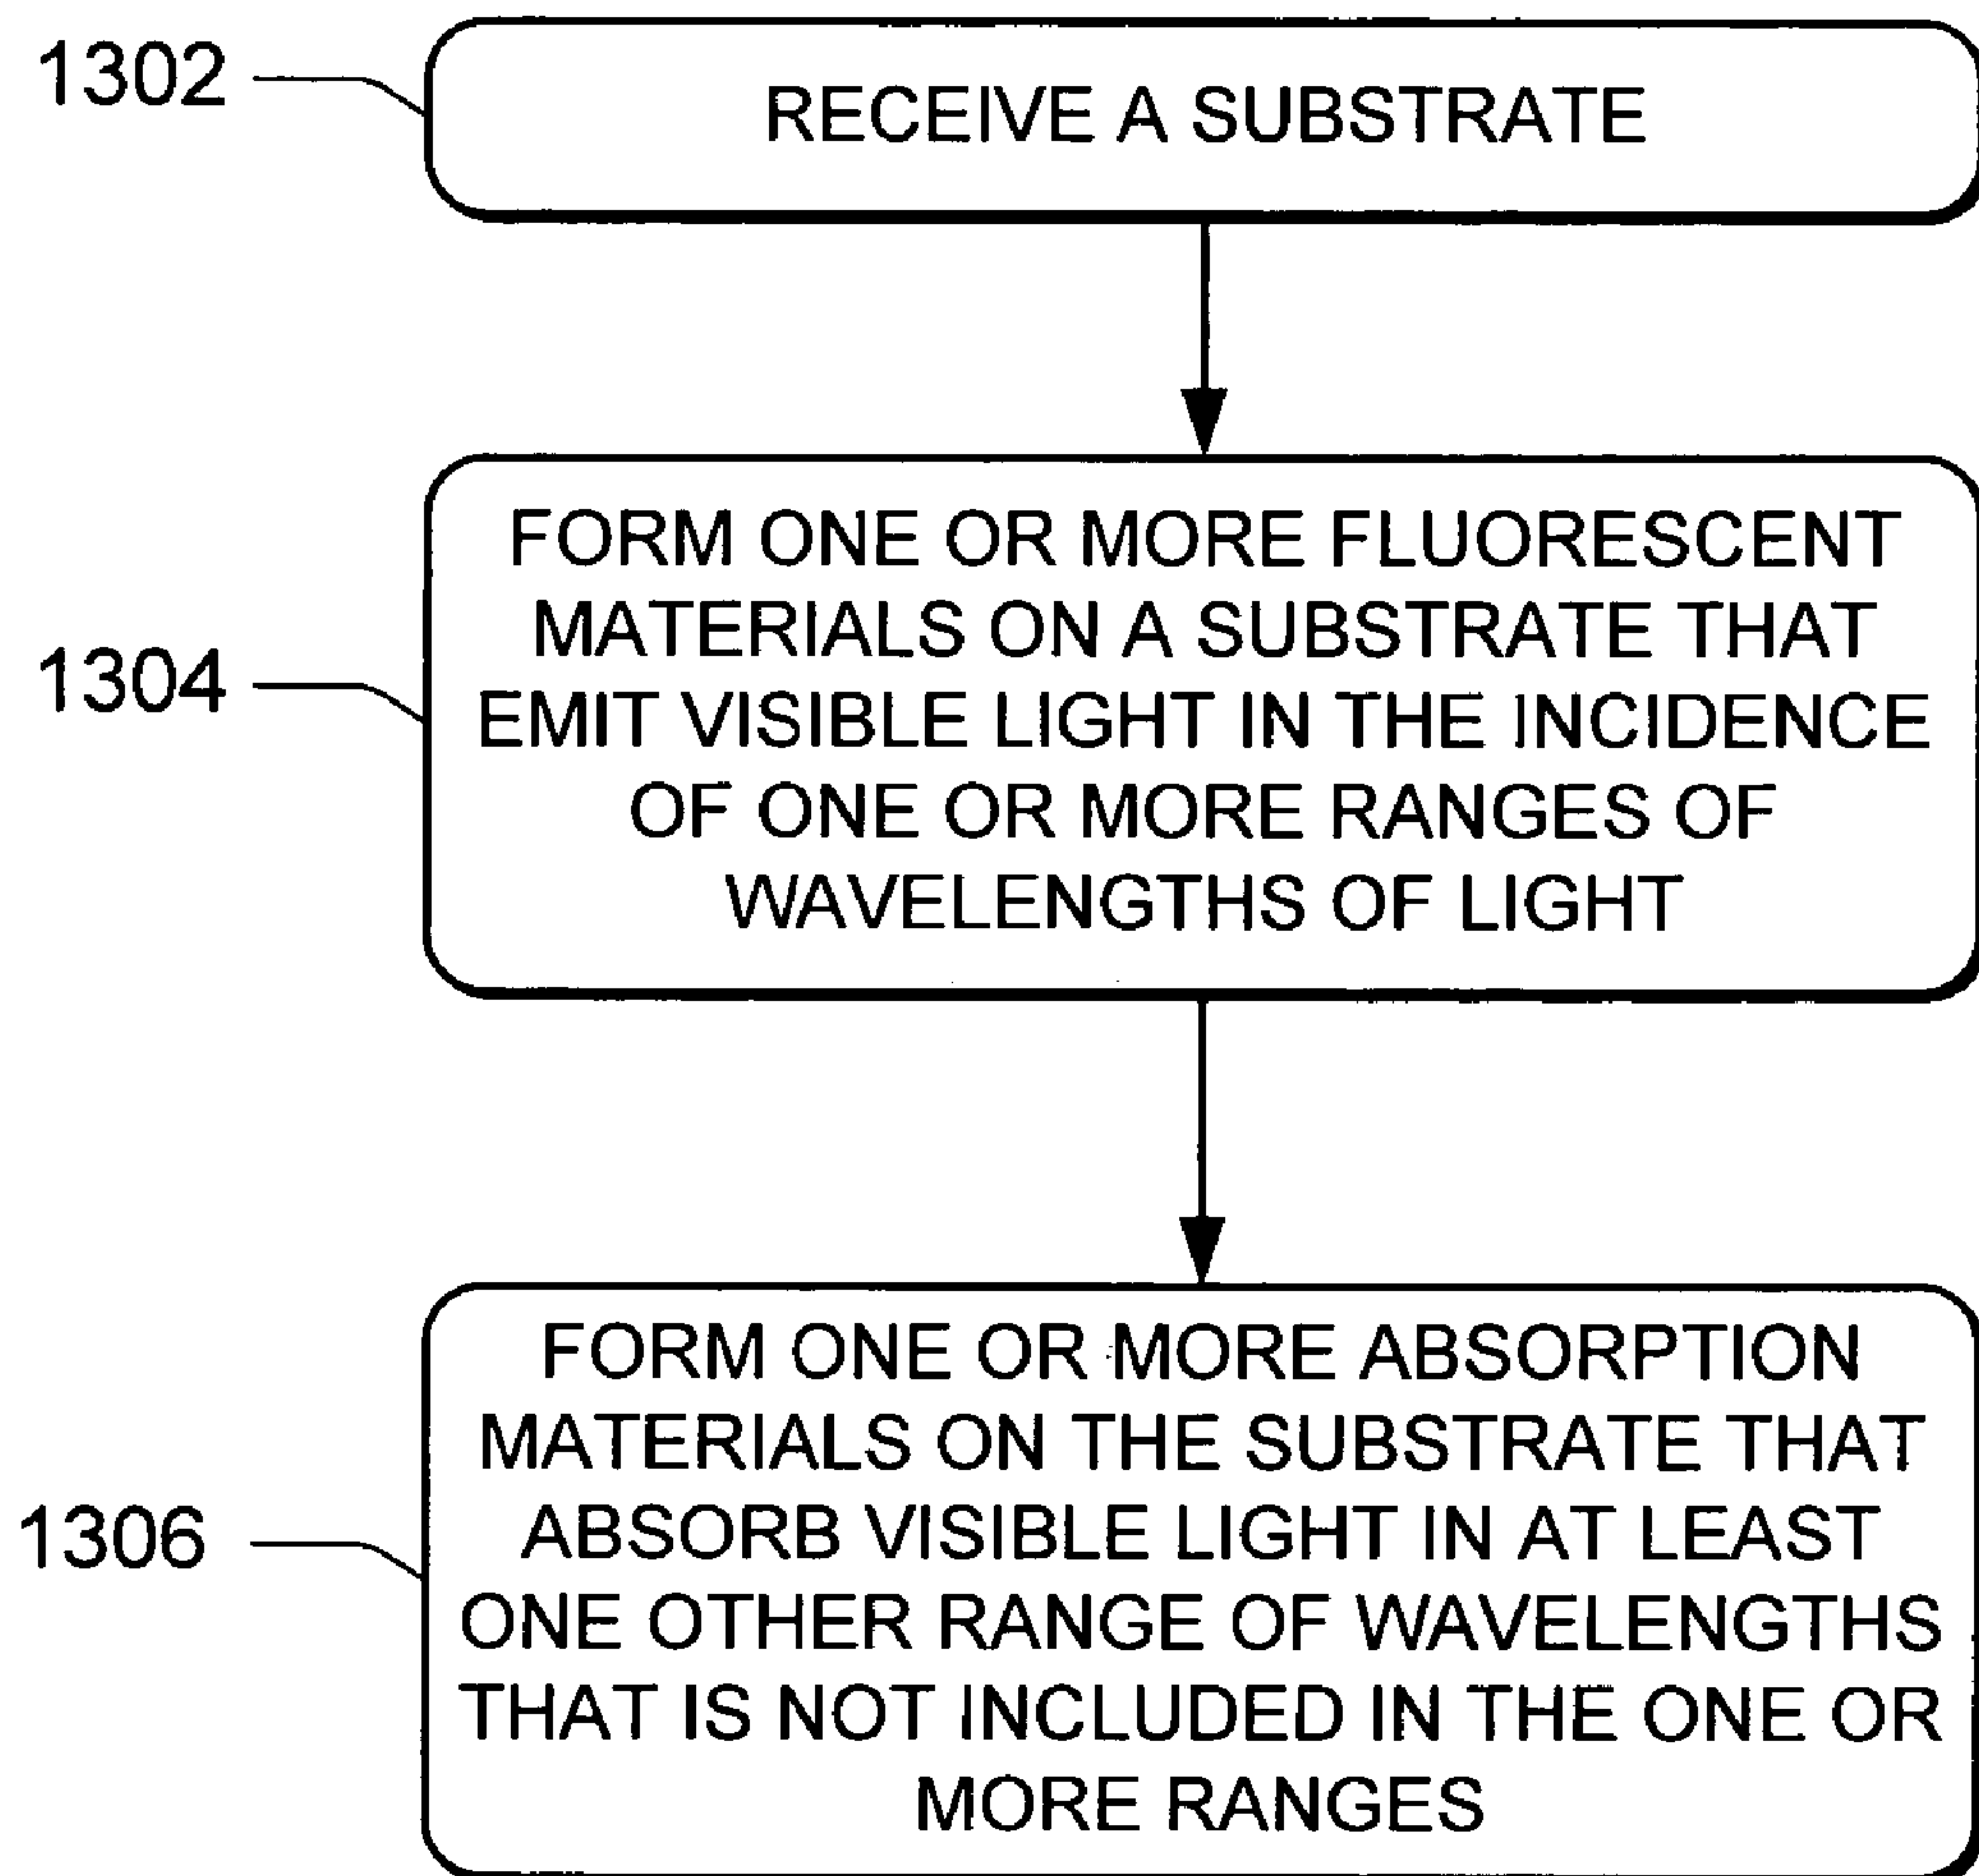 1302
RECEIVE A SUBSTRATE
1304
FORM ONE OR MORE FLUORESCENT
MATERIALS ON A SUBSTRATE THAT
EMIT VISIBLE LIGHT IN THE INCIDENCE
OF ONE OR MORE RANGES OF
WAVELENGTHS OF LIGHT
1306
FORM ONE OR MORE ABSORPTION
MATERIALS ON THE SUBSTRATE THAT
ABSORB VISIBLE LIGHT IN AT LEAST
ONE OTHER RANGE OF WAVELENGTHS
THAT IS NOT INCLUDED IN THE ONE OR
MORE RANGES